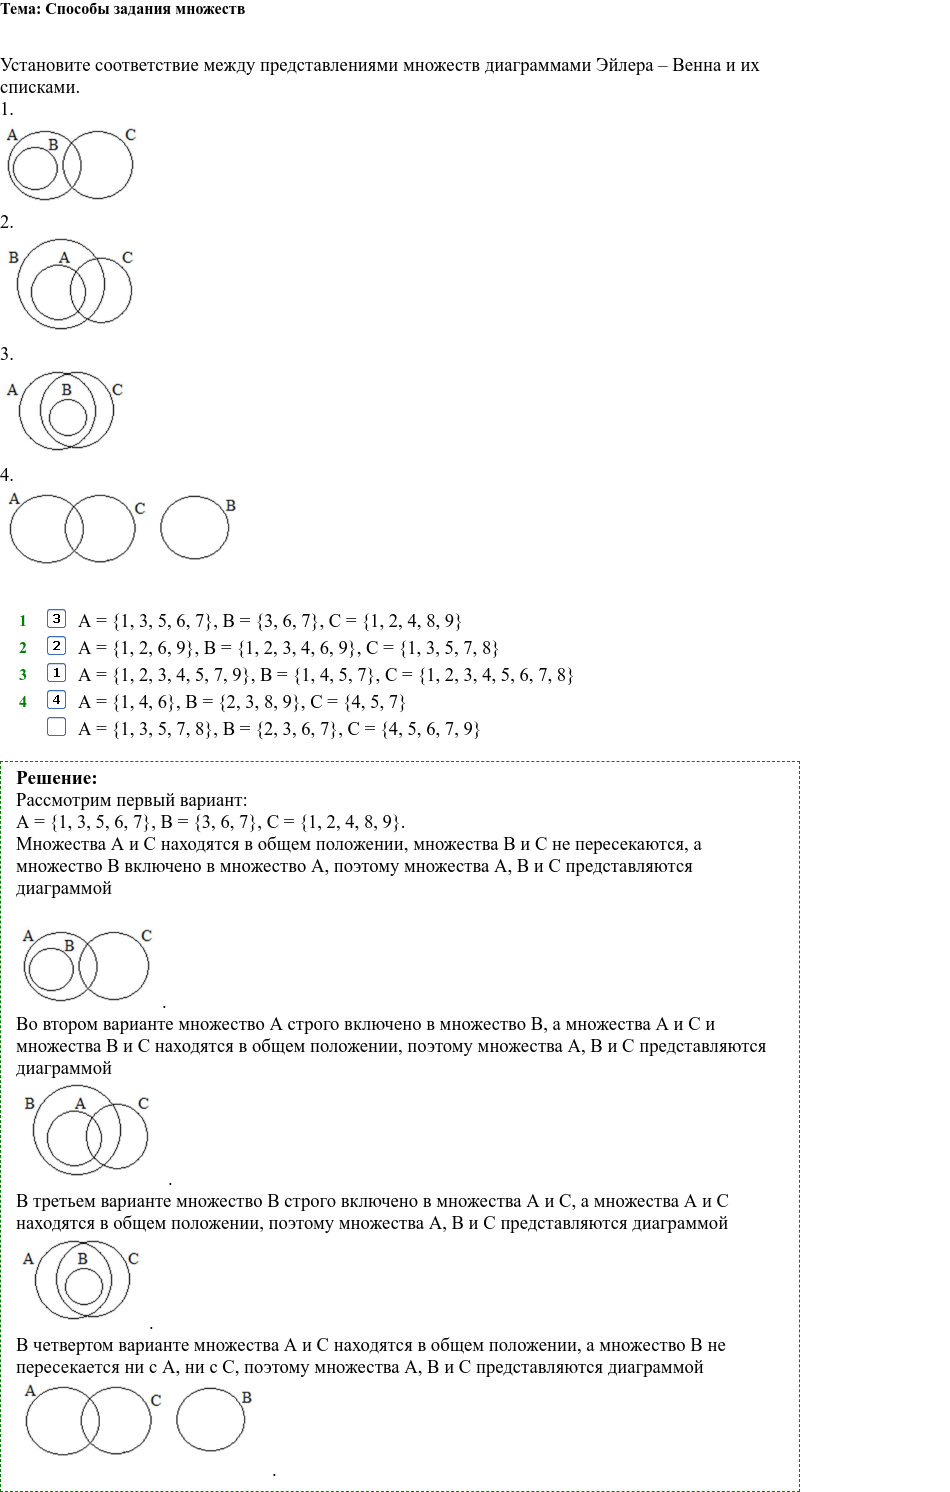 Тема: Способы задания множеств
Установите соответствие между представлениями множеств диаграммами Эйлера – Венна и их
списками.
1.
A B C
2.
B A C
3.
A B C
4.
A C B
1 3 A = {1, 3, 5, 6, 7}, B = {3, 6, 7}, C = {1, 2, 4, 8, 9}
2 2 A = {1, 2, 6, 9}, B = {1, 2, 3, 4, 6, 9}, C = {1, 3, 5, 7, 8}
3 1 A = {1, 2, 3, 4, 5, 7, 9}, B = {1, 4, 5, 7}, C = {1, 2, 3, 4, 5, 6, 7, 8}
4 4 A = {1, 4, 6}, B = {2, 3, 8, 9}, C = {4, 5, 7}
A = {1, 3, 5, 7, 8}, B = {2, 3, 6, 7}, C = {4, 5, 6, 7, 9}
Решение:
Рассмотрим первый вариант:
A = {1, 3, 5, 6, 7}, B = {3, 6, 7}, C = {1, 2, 4, 8, 9}.
Множества A и C находятся в общем положении, множества B и C не пересекаются, а
множество B включено в множество A, поэтому множества A, B и C представляются
диаграммой
A B C
.
Во втором варианте множество A строго включено в множество B, а множества A и C и
множества B и C находятся в общем положении, поэтому множества A, B и C представляются
диаграммой
B A C
.
В третьем варианте множество B строго включено в множества A и C, а множества A и C
находятся в общем положении, поэтому множества A, B и C представляются диаграммой
A B C
.
В четвертом варианте множества A и C находятся в общем положении, а множество B не
пересекается ни с A, ни с C, поэтому множества A, B и C представляются диаграммой
A C B
.